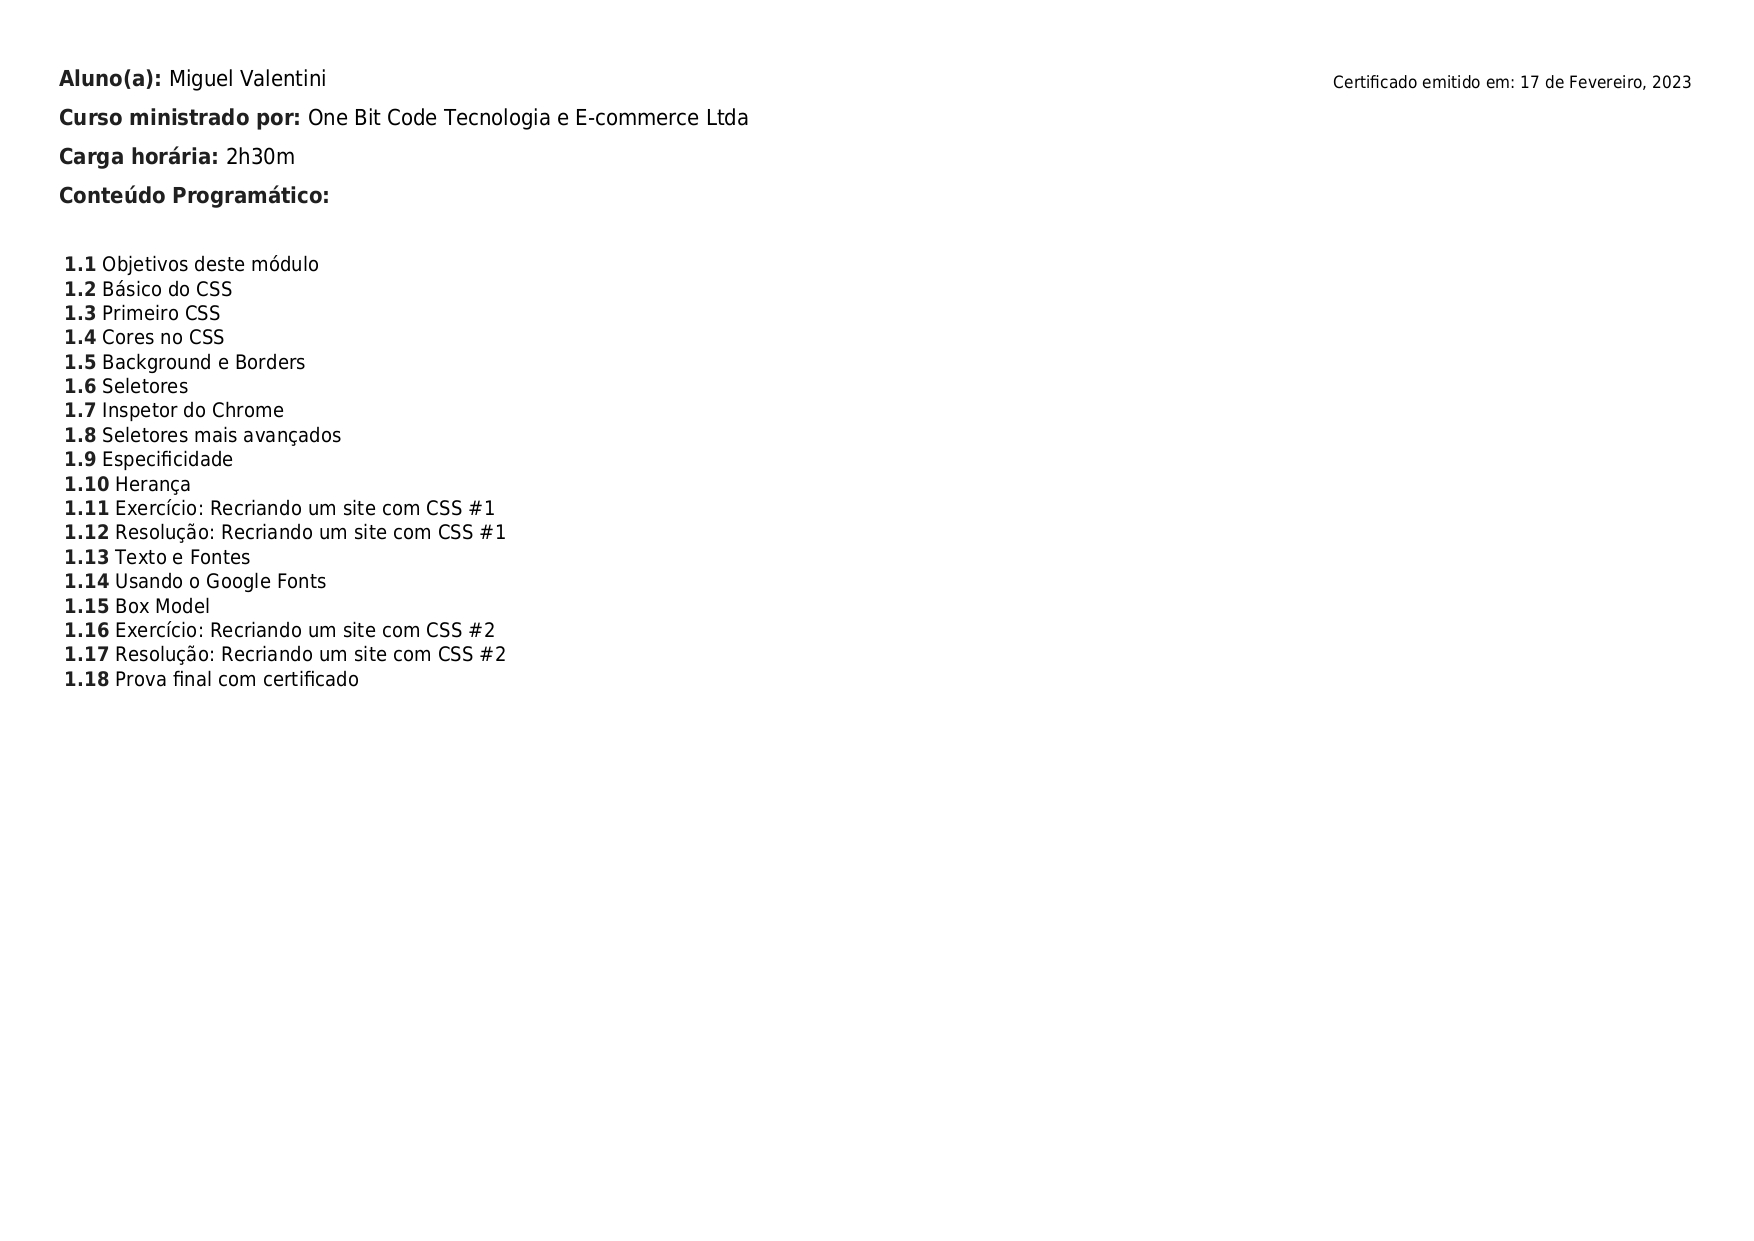 Aluno(a): Miguel Valentini
Certificado emitido em: 17 de Fevereiro, 2023
Curso ministrado por: One Bit Code Tecnologia e E-commerce Ltda
Carga horária: 2h30m
Conteúdo Programático:
1.1 Objetivos deste módulo
1.2 Básico do CSS
1.3 Primeiro CSS
1.4 Cores no CSS
1.5 Background e Borders
1.6 Seletores
1.7 Inspetor do Chrome
1.8 Seletores mais avançados
1.9 Especificidade
1.10 Herança
1.11 Exercício: Recriando um site com CSS #1
1.12 Resolução: Recriando um site com CSS #1
1.13 Texto e Fontes
1.14 Usando o Google Fonts
1.15 Box Model
1.16 Exercício: Recriando um site com CSS #2
1.17 Resolução: Recriando um site com CSS #2
1.18 Prova final com certificado